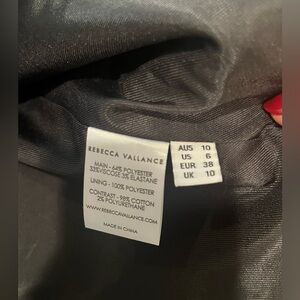 REBECCA VALLANCE
MAIN - 64% POLYESTER
33%VISCOSE 3% ELASTANE
LINING - 100% POLYESTER
CONTRAST - 98% COTTON
2% POLYURETHANE
WWW.REBECCAVALLANCE.COM
MADE IN CHINA
AUS 10
US 6
EUR 38
UK 10